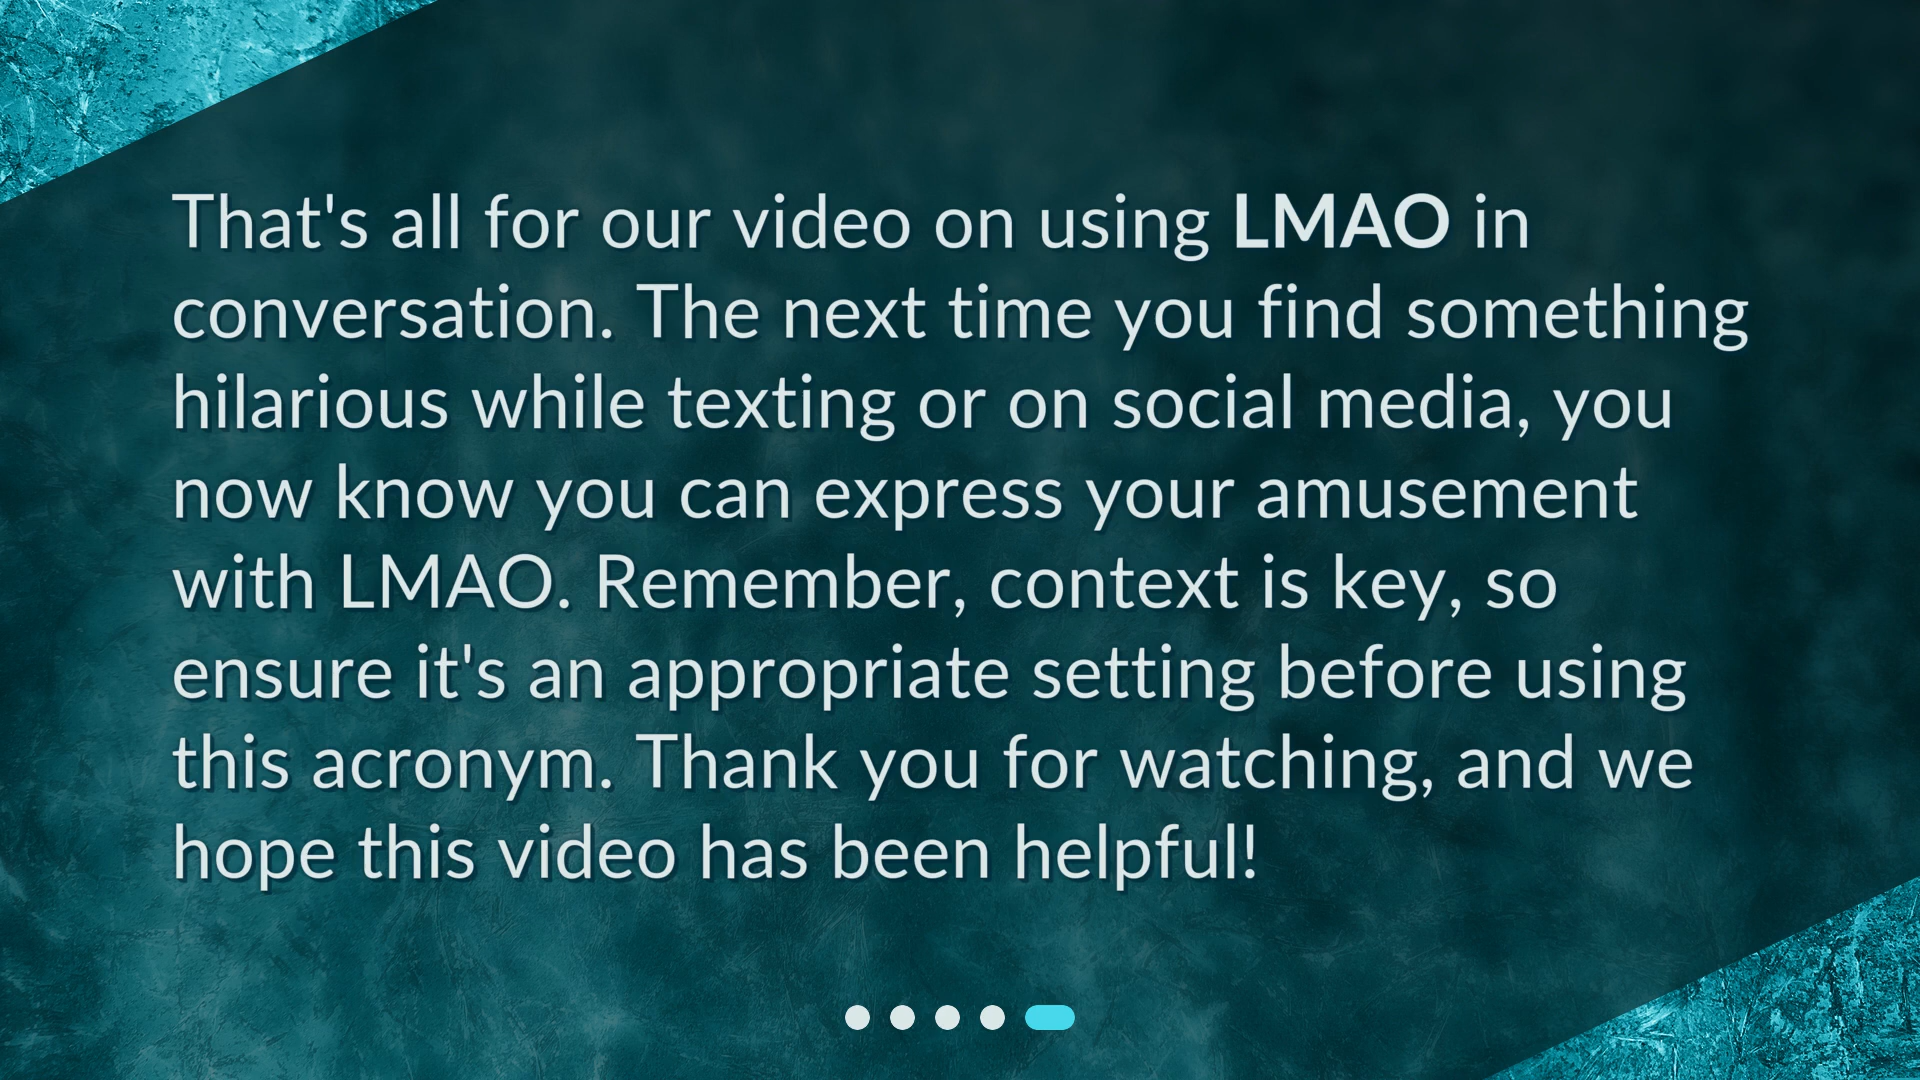 That's all for our video on using LMAO in
conversation. The next time you find something
hilarious while texting or on social media, you
now know you can express your amusement
with LMAO. Remember, context is key, so
ensure it's an appropriate setting before using
this acronym. Thank you for watching, and we
hope this video has been helpful!